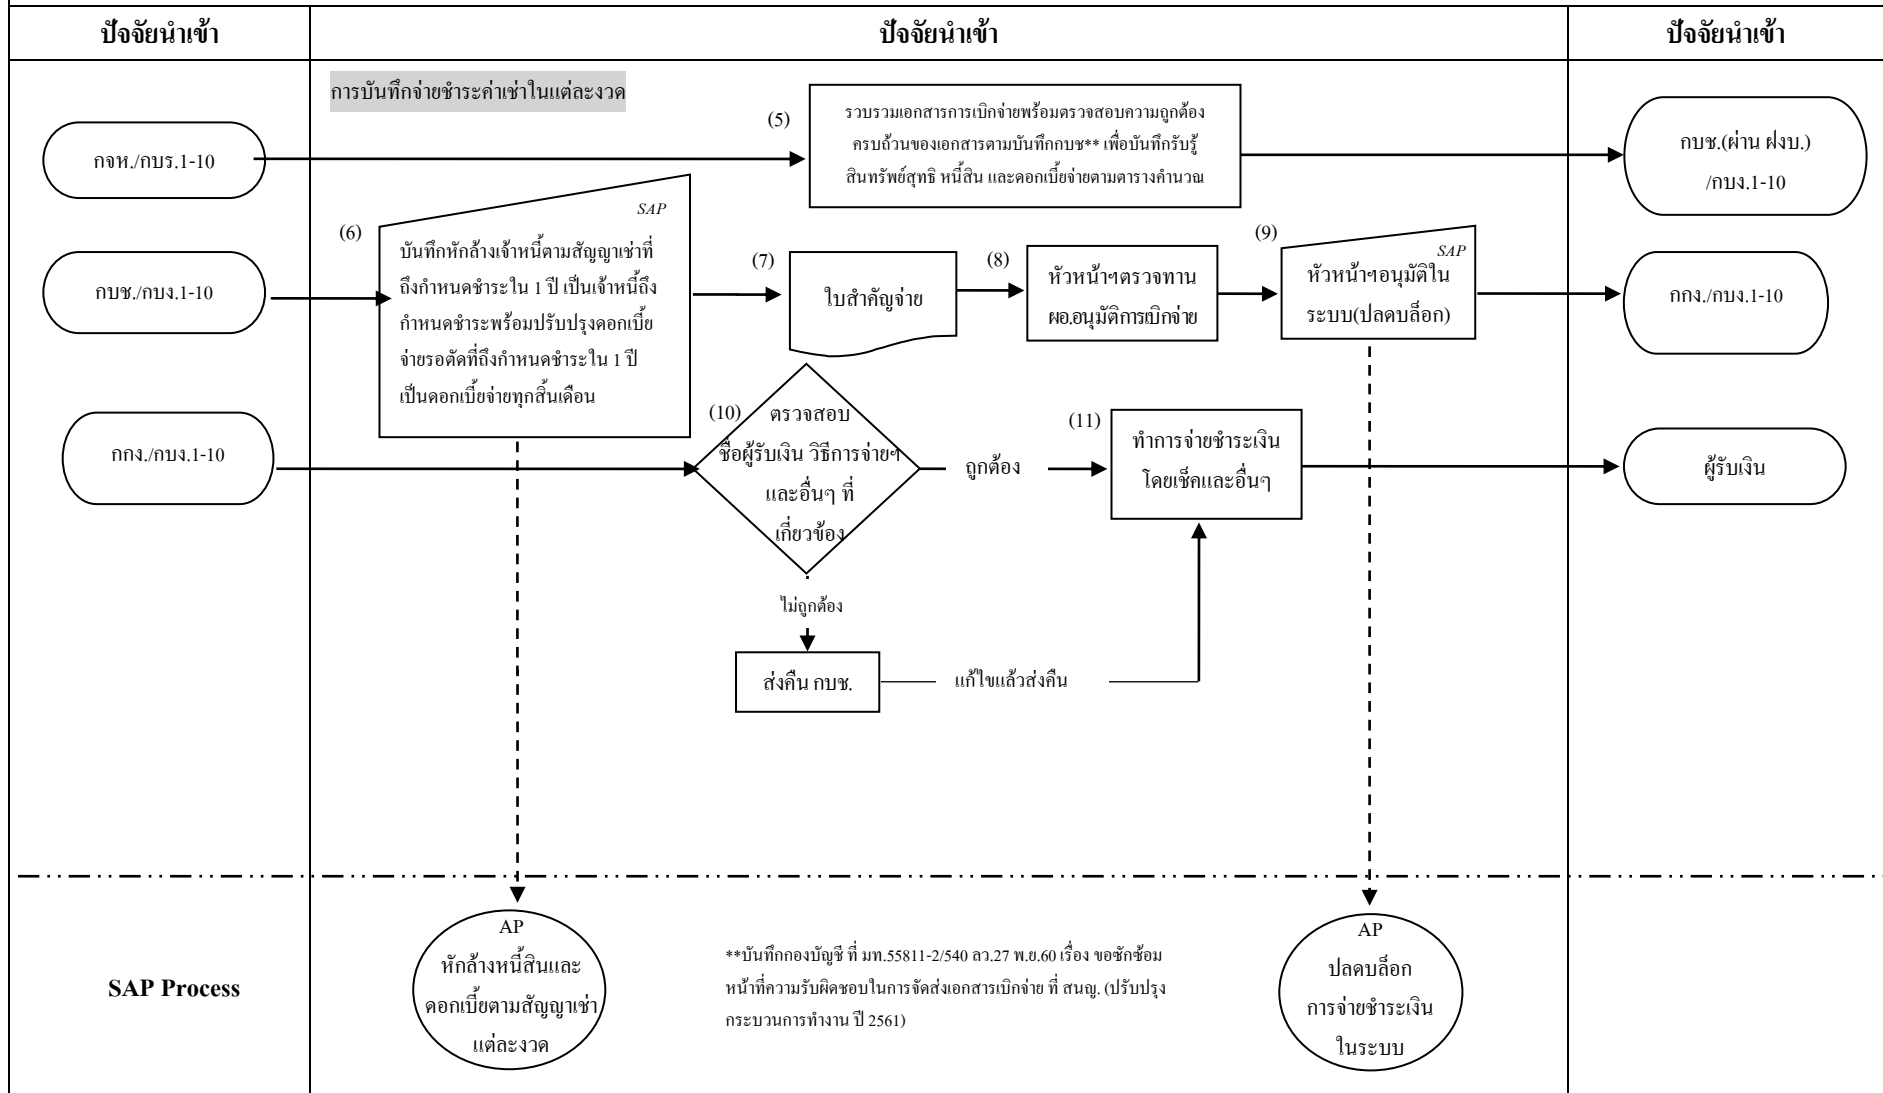 ปัจจัยนำเข้า
ปัจจัยนำเข้า
ปัจจัยนำเข้า
การบันทึกจ่ายชำระค่าเช่าในแต่ละงวด
กจห./กบร.1-10
(5)
รวบรวมเอกสารการเบิกจ่ายพร้อมตรวจสอบความถูกต้อง
ครบถ้วนของเอกสารตามบันทึกกบช** เพื่อบันทึกรับรู้
สินทรัพย์สุทธิ หนี้สิน และดอกเบี้ยจ่ายตามตารางคำนวณ
กบช.(ผ่าน ฝงบ.)
/กบง.1-10
กบช./กบง.1-10
(6)
SAP
บันทึกหักล้างเจ้าหนี้ตามสัญญาเช่าที่
ถึงกำหนดชำระใน 1 ปี เป็นเจ้าหนี้ถึง
กำหนดชำระพร้อมปรับปรุงดอกเบี้ย
จ่ายรอตัดที่ถึงกำหนดชำระใน 1 ปี
เป็นดอกเบี้ยจ่ายทุกสิ้นเดือน
(7)
ใบสำคัญจ่าย
(8)
หัวหน้าฯตรวจทาน
ผอ.อนุมัติการเบิกจ่าย
(9)
SAP
หัวหน้าฯอนุมัติใน
ระบบ(ปลดบล็อก)
กกง./กบง.1-10
กกง./กบง.1-10
(10)
ตรวจสอบ
ชื่อผู้รับเงิน วิธีการจ่ายฯ
และอื่นๆ ที่
เกี่ยวข้อง
ถูกต้อง
(11)
ทำการจ่ายชำระเงิน
โดยเช็คและอื่นๆ
ผู้รับเงิน
ไม่ถูกต้อง
ส่งคืน กบช.
แก้ไขแล้วส่งคืน
SAP Process
AP
หักล้างหนี้สินและ
ดอกเบี้ยตามสัญญาเช่า
แต่ละงวด
**บันทึกกองบัญชี ที่ มท.55811-2/540 ลว.27 พ.ย.60 เรื่อง ขอซักซ้อม
หน้าที่ความรับผิดชอบในการจัดส่งเอกสารเบิกจ่าย ที่ สนญ. (ปรับปรุง
กระบวนการทำงาน ปี 2561)
AP
ปลดบล็อก
การจ่ายชำระเงิน
ในระบบ